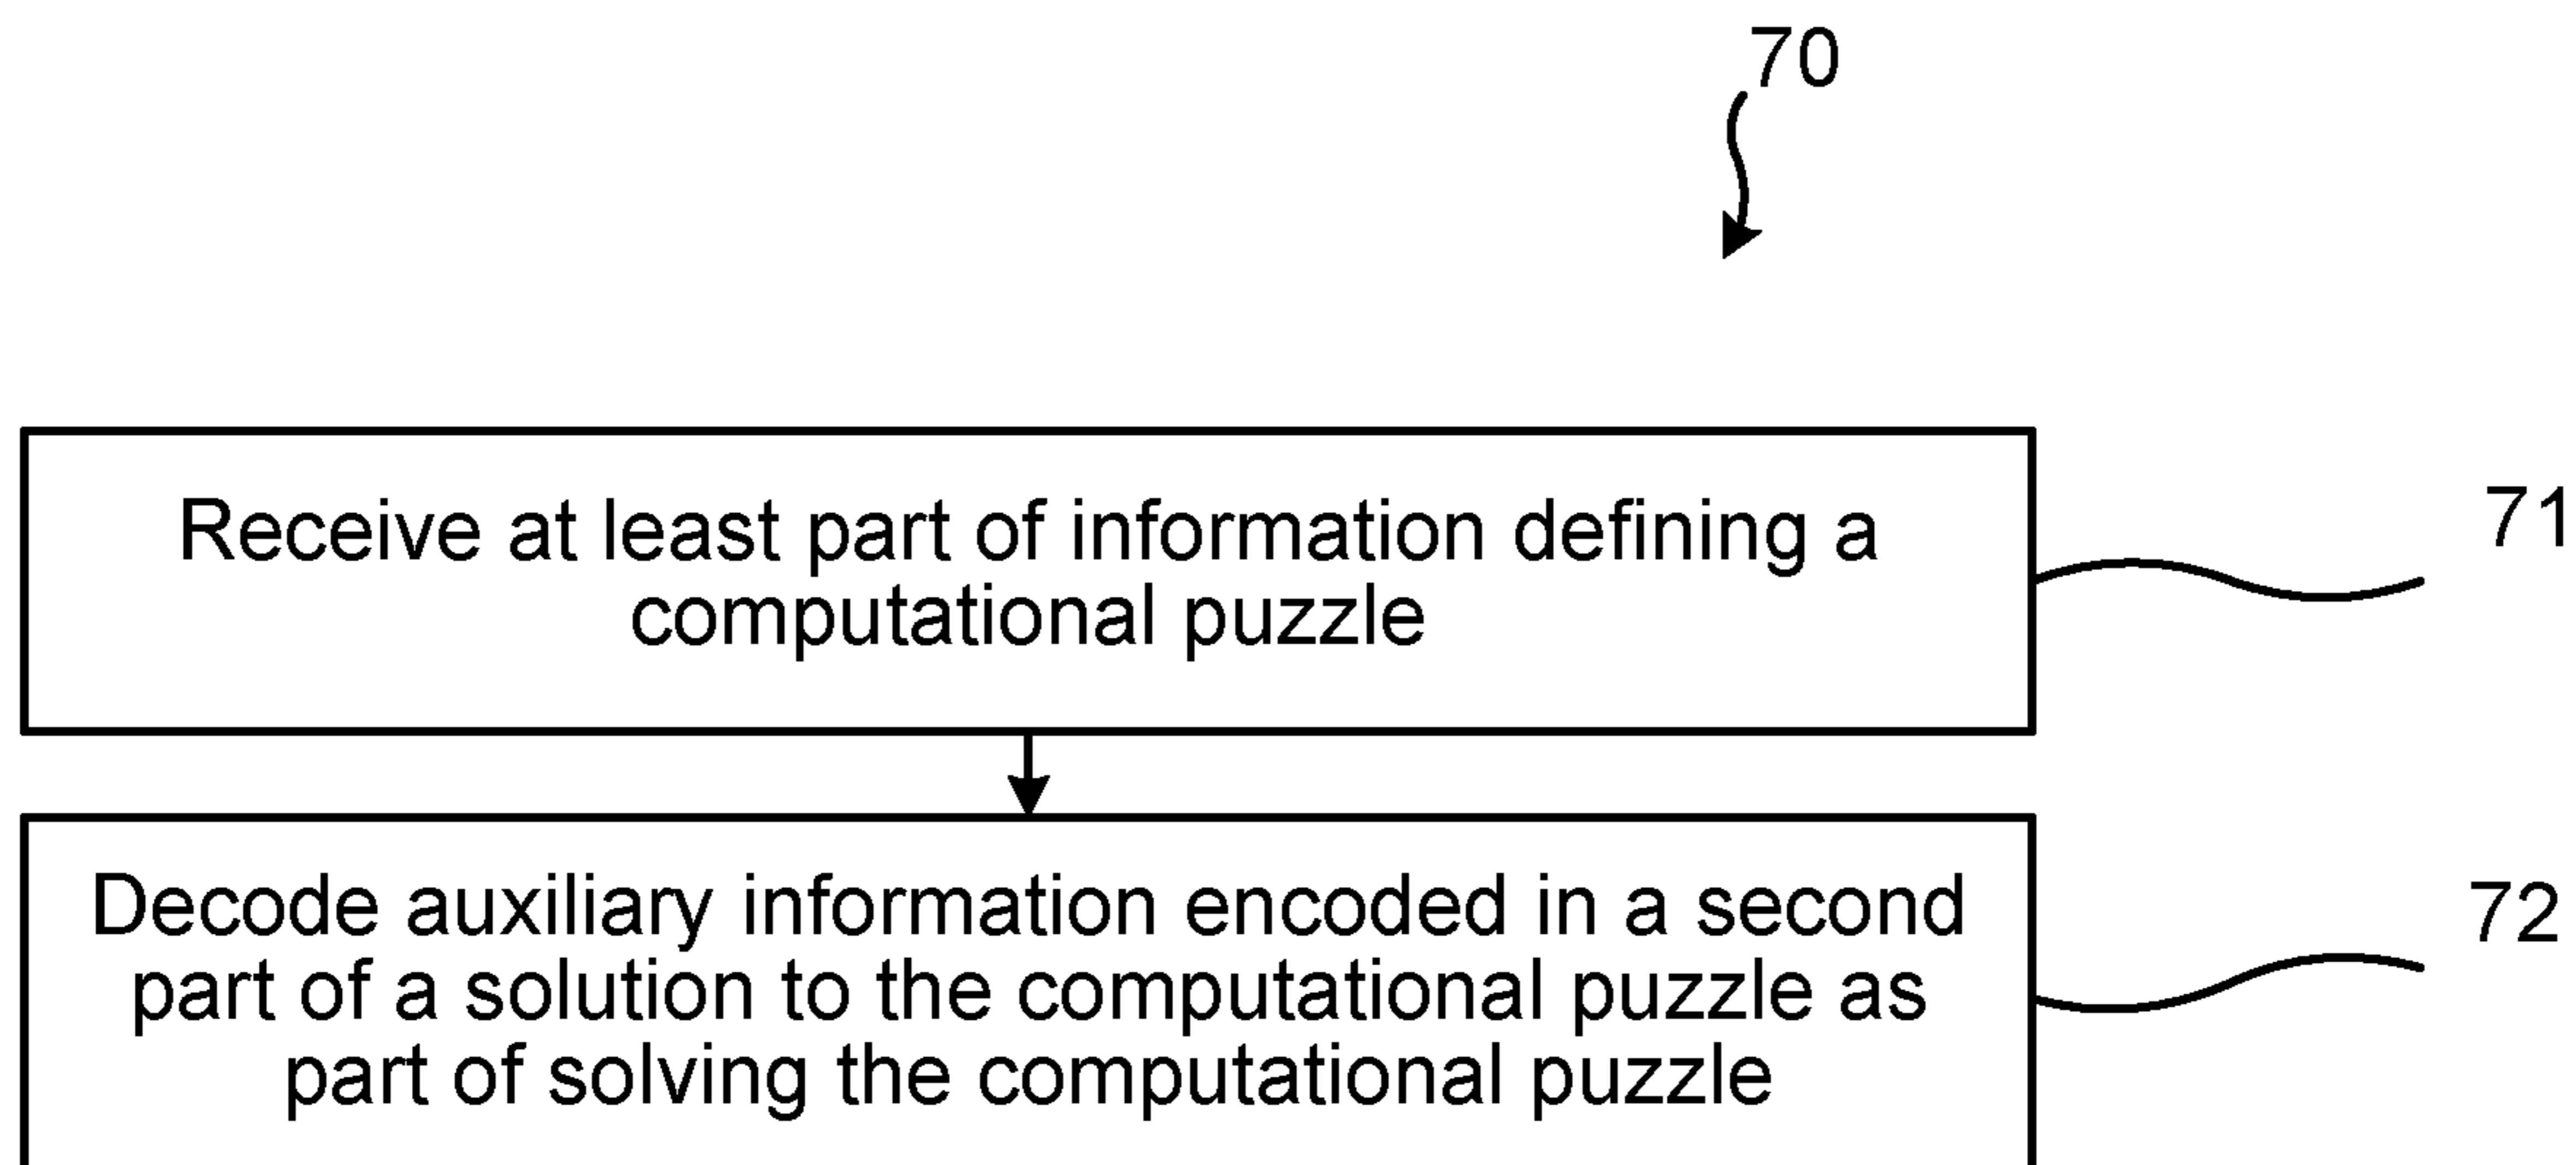 70
Receive at least part of information defining a
computational puzzle
71
Decode auxiliary information encoded in a second
part of a solution to the computational puzzle as
part of solving the computational puzzle
72